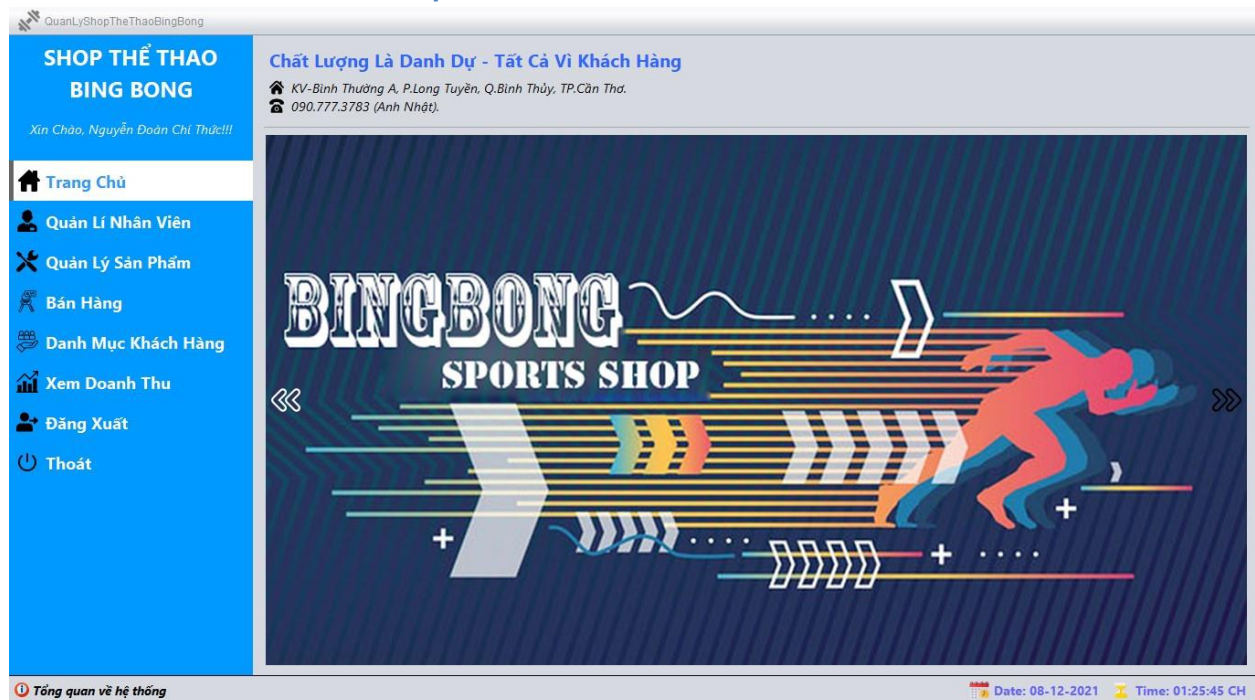 QuanLyShopTheThaoBingBong
SHOP THỂ THAO
BING BONG
Xin Chào, Nguyễn Đoàn Chí Thức!!!
Trang Chủ
Quản Lí Nhân Viên
Quản Lý Sản Phẩm
Bán Hàng
Danh Mục Khách Hàng
Xem Doanh Thu
Đăng Xuất
Thoát
Chất Lượng Là Danh Dự - Tất Cả Vì Khách Hàng
KV-Bình Thường A, P.Long Tuyền, Q.Bình Thủy, TP.Cần Thơ.
090.777.3783 (Anh Nhật).
BINGBONG
SPORTS SHOP
Tổng quan về hệ thống
Date: 08-12-2021
Time: 01:25:45 CH